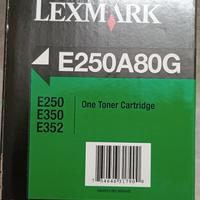 LEXMARK
E250A80G
E250
E350
E352
One Toner Cartridge